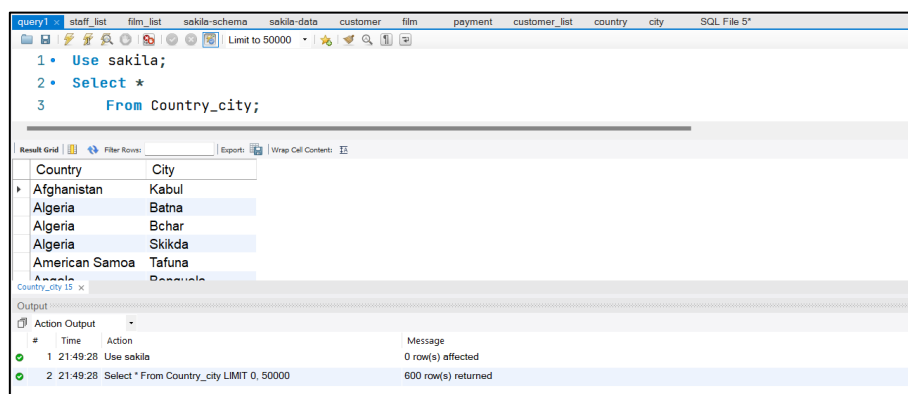 query1 × staff_list film_list sakila-schema sakila-data customer film payment customer_list country city SQL File 5*
Limit to 50000
1 Use sakila;
2 Select *
3 From Country_city;
Result Grid Filter Rows: Export: Wrap Cell Content:
Country City
Afghanistan Kabul
Algeria Batna
Algeria Bchar
Algeria Skikda
American Samoa Tafuna
Angola Benguela
Country_city 15 ×
Output
Action Output
# Time Action Message
1 21:49:28 Use sakila 0 row(s) affected
2 21:49:28 Select * From Country_city LIMIT 0, 50000 600 row(s) returned